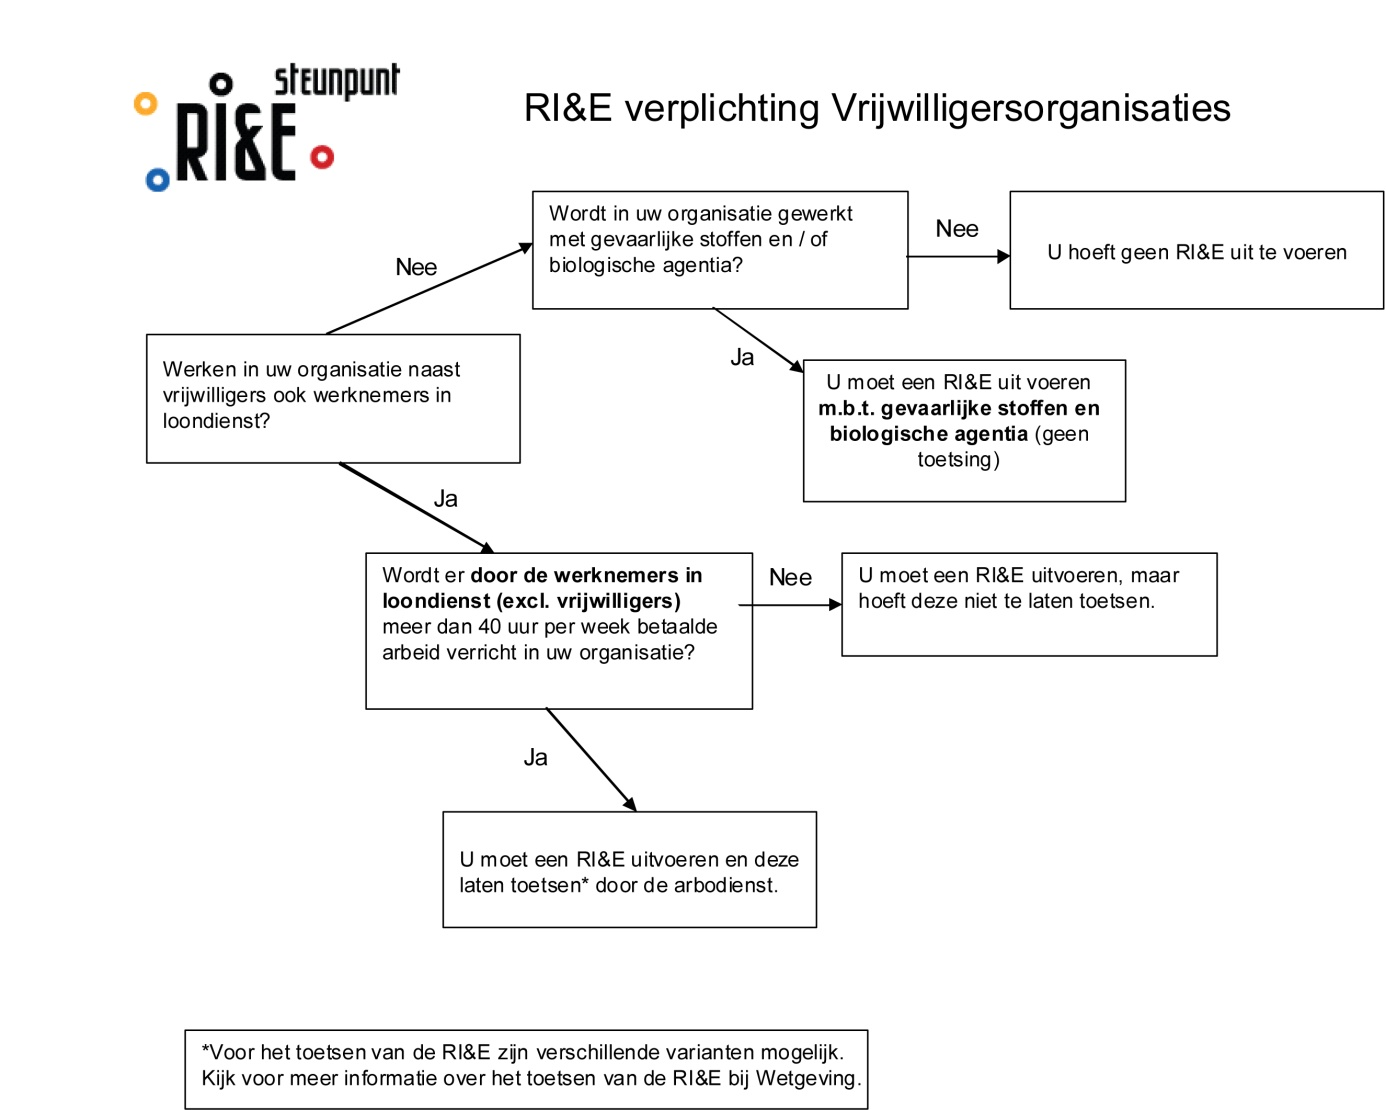 steunpunt
RI&E
RI&E verplichting Vrijwilligersorganisaties
Wordt in uw organisatie gewerkt
met gevaarlijke stoffen en / of
biologische agentia?
Nee
U hoeft geen RI&E uit te voeren
Nee
Ja
Werken in uw organisatie naast
vrijwilligers ook werknemers in
loondienst?
U moet een RI&E uit voeren
m.b.t. gevaarlijke stoffen en
biologische agentia (geen
toetsing)
Ja
Wordt er door de werknemers in
loondienst (excl. vrijwilligers)
meer dan 40 uur per week betaalde
arbeid verricht in uw organisatie?
Nee
U moet een RI&E uitvoeren, maar
hoeft deze niet te laten toetsen.
Ja
U moet een RI&E uitvoeren en deze
laten toetsen* door de arbodienst.
*Voor het toetsen van de RI&E zijn verschillende varianten mogelijk.
Kijk voor meer informatie over het toetsen van de RI&E bij Wetgeving.